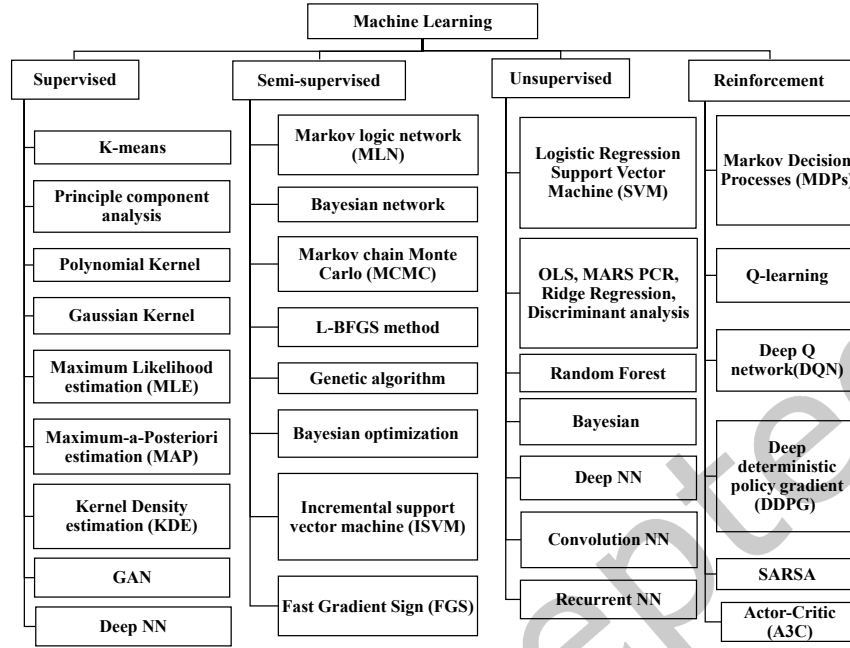 Machine Learning
Supervised
K-means
Principle component
analysis
Polynomial Kernel
Gaussian Kernel
Maximum Likelihood
estimation (MLE)
Maximum-a-Posteriori
estimation (MAP)
Kernel Density
estimation (KDE)
GAN
Deep NN
Semi-supervised
Markov logic network
(MLN)
Bayesian network
Markov chain Monte
Carlo (MCMC)
L-BFGS method
Genetic algorithm
Bayesian optimization
Incremental support
vector machine (ISVM)
Fast Gradient Sign (FGS)
Unsupervised
Logistic Regression
Support Vector
Machine (SVM)
OLS, MARS PCR,
Ridge Regression,
Discriminant analysis
Random Forest
Bayesian
Deep NN
Convolution NN
Recurrent NN
Reinforcement
Markov Decision
Processes (MDPs)
Q-learning
Deep Q
network(DQN)
Deep
deterministic
policy gradient
(DDPG)
SARSA
Actor-Critic
(A3C)